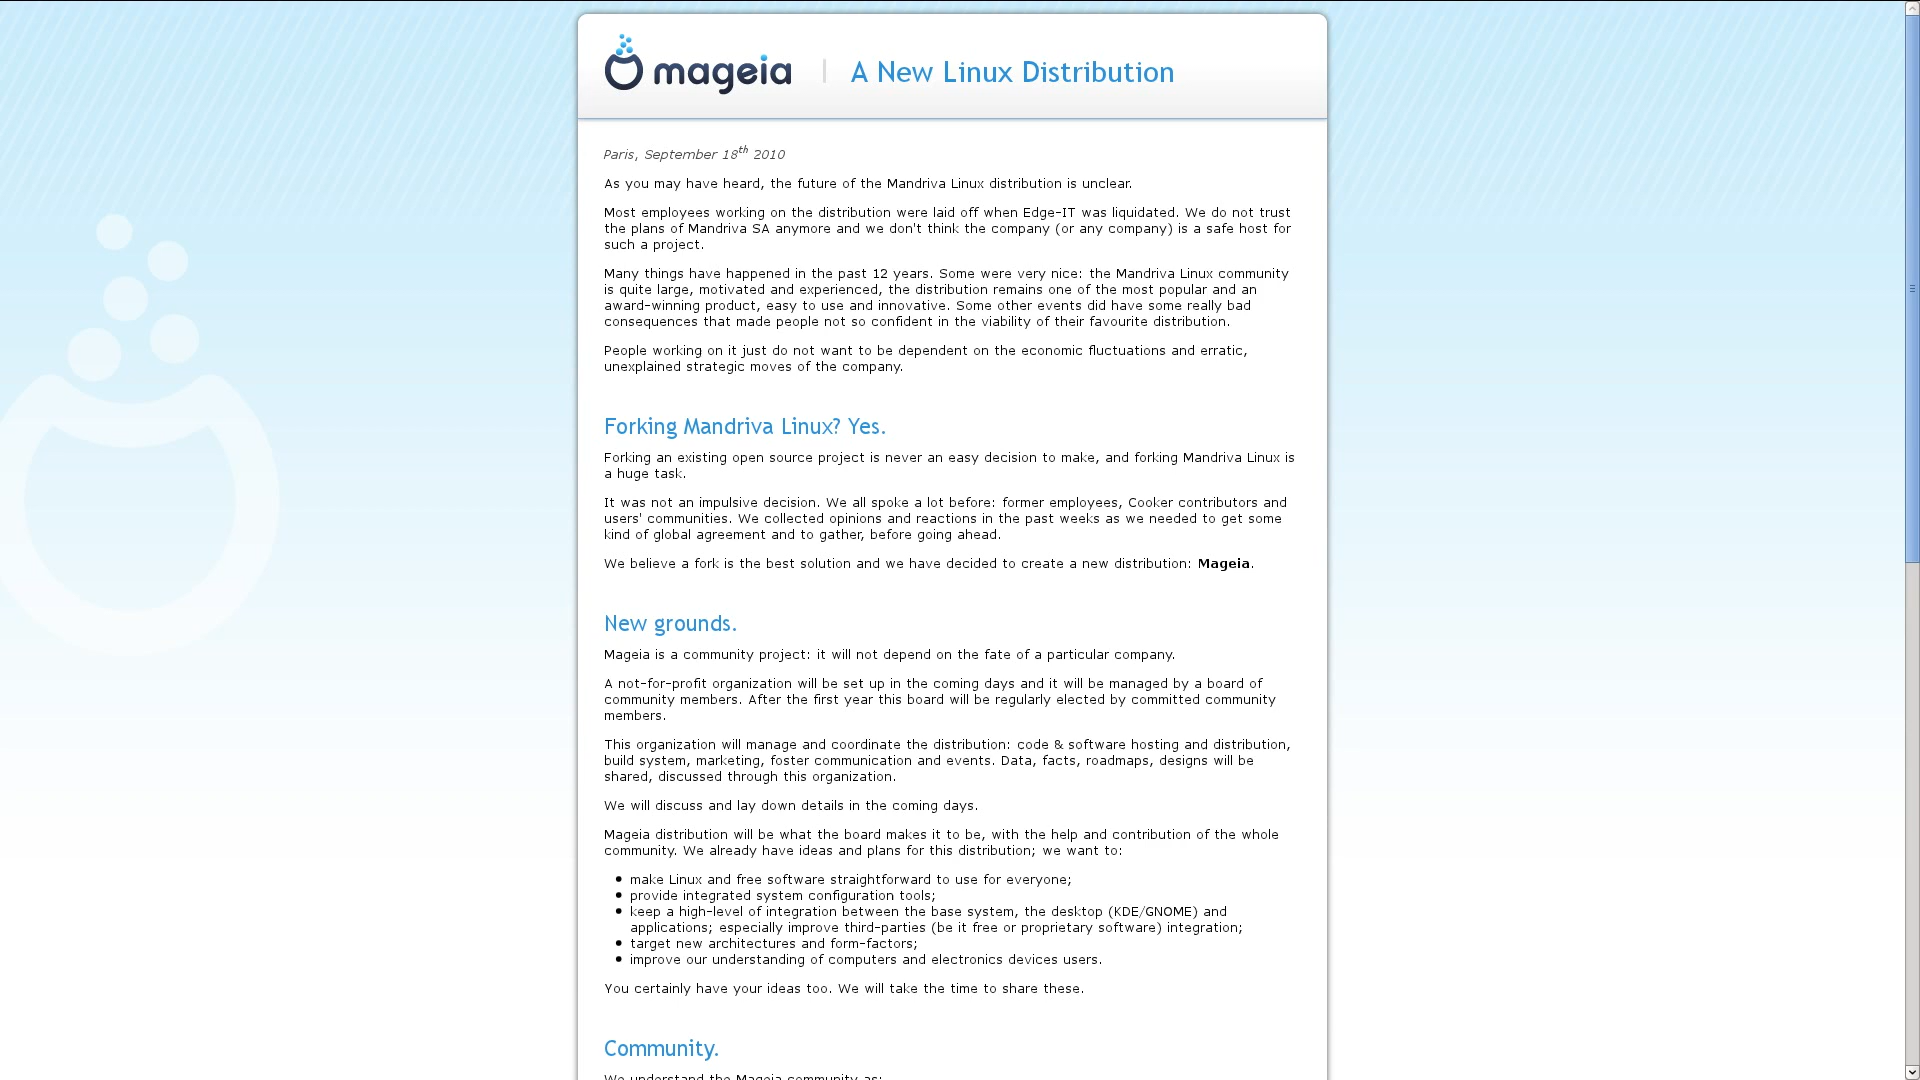 mageia | A New Linux Distribution
Paris, September 18th 2010
As you may have heard, the future of the Mandriva Linux distribution is unclear.
Most employees working on the distribution were laid off when Edge-IT was liquidated. We do not trust
the plans of Mandriva SA anymore and we don't think the company (or any company) is a safe host for
such a project.
Many things have happened in the past 12 years. Some were very nice: the Mandriva Linux community
is quite large, motivated and experienced, the distribution remains one of the most popular and an
award-winning product, easy to use and innovative. Some other events did have some really bad
consequences that made people not so confident in the viability of their favourite distribution.
People working on it just do not want to be dependent on the economic fluctuations and erratic,
unexplained strategic moves of the company.
Forking Mandriva Linux? Yes.
Forking an existing open source project is never an easy decision to make, and forking Mandriva Linux is
a huge task.
It was not an impulsive decision. We all spoke a lot before: former employees, Cooker contributors and
users' communities. We collected opinions and reactions in the past weeks as we needed to get some
kind of global agreement and to gather, before going ahead.
We believe a fork is the best solution and we have decided to create a new distribution: Mageia.
New grounds.
Mageia is a community project: it will not depend on the fate of a particular company.
A not-for-profit organization will be set up in the coming days and it will be managed by a board of
community members. After the first year this board will be regularly elected by committed community
members.
This organization will manage and coordinate the distribution: code & software hosting and distribution,
build system, marketing, foster communication and events. Data, facts, roadmaps, designs will be
shared, discussed through this organization.
We will discuss and lay down details in the coming days.
Mageia distribution will be what the board makes it to be, with the help and contribution of the whole
community. We already have ideas and plans for this distribution; we want to:
• make Linux and free software straightforward to use for everyone;
• provide integrated system configuration tools;
• keep a high-level of integration between the base system, the desktop (KDE/GNOME) and
applications; especially improve third-parties (be it free or proprietary software) integration;
• target new architectures and form-factors;
• improve our understanding of computers and electronics devices users.
You certainly have your ideas too. We will take the time to share these.
Community.
We understand the Mageia community as: